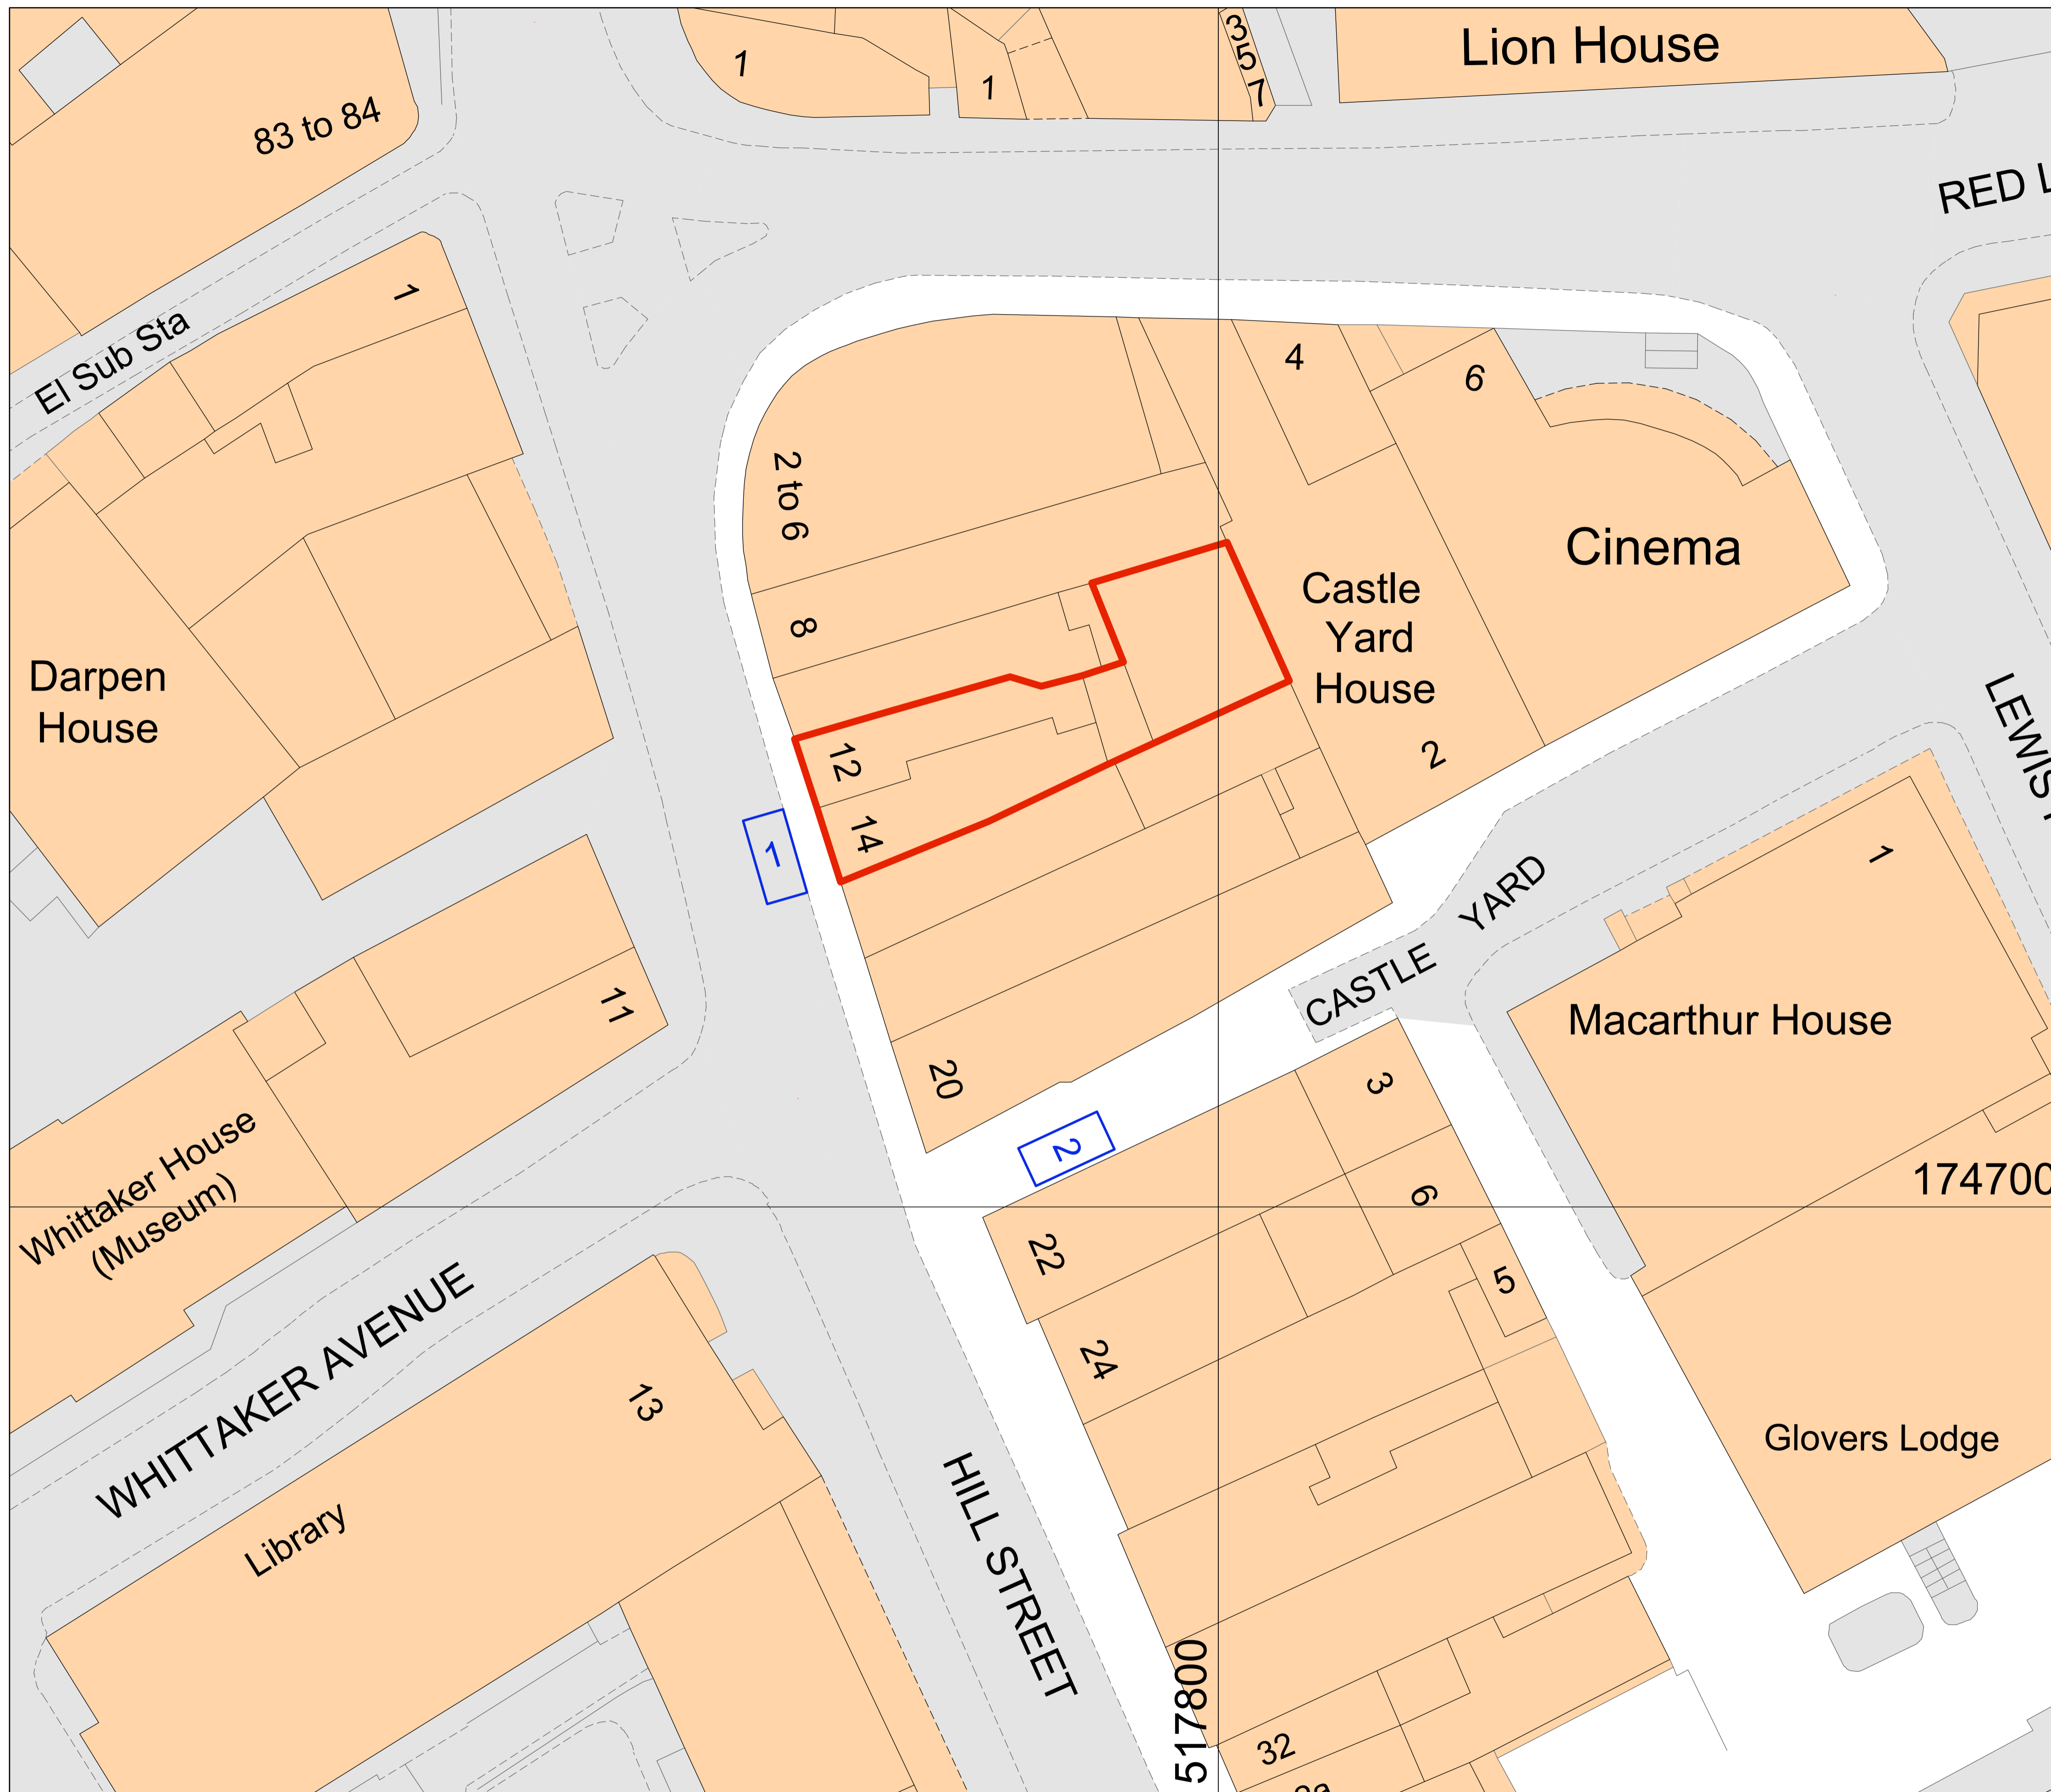 3
5
7
Lion House
1
1
83 to 84
RED L
1
El Sub Sta
4
6
2 to 6
Cinema
Castle
Yard
House
8
Darpen
House
12
2
LEWIS
14
1
1
CASTLE YARD
11
Macarthur House
20
3
2
Whittaker House
(Museum)
174700
6
22
5
24
WHITTAKER AVENUE
13
Glovers Lodge
HILL STREET
Library
517800
32